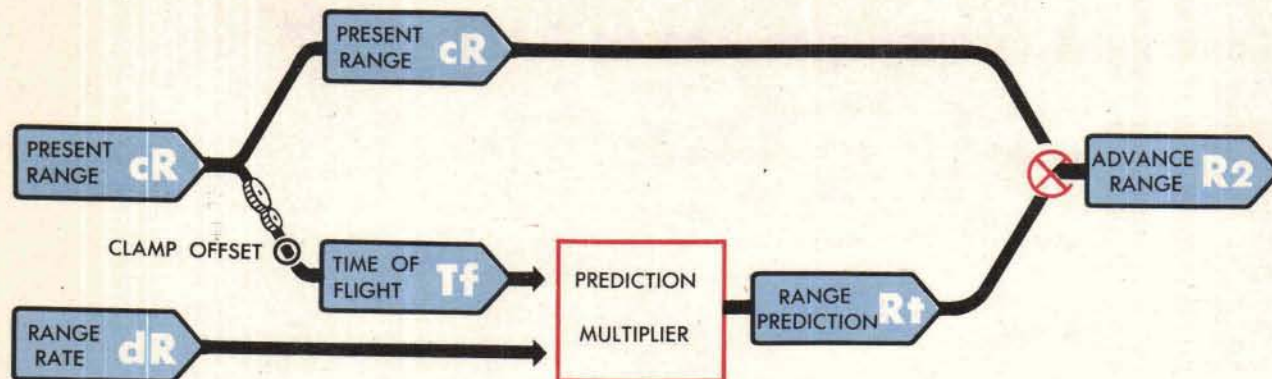 PRESENT
RANGE cR
PRESENT
RANGE cR
ADVANCE
RANGE R2
CLAMP OFFSET
TIME OF
FLIGHT Tf
PREDICTION
MULTIPLIER
RANGE
PREDICTION Rt
RANGE
RATE dR